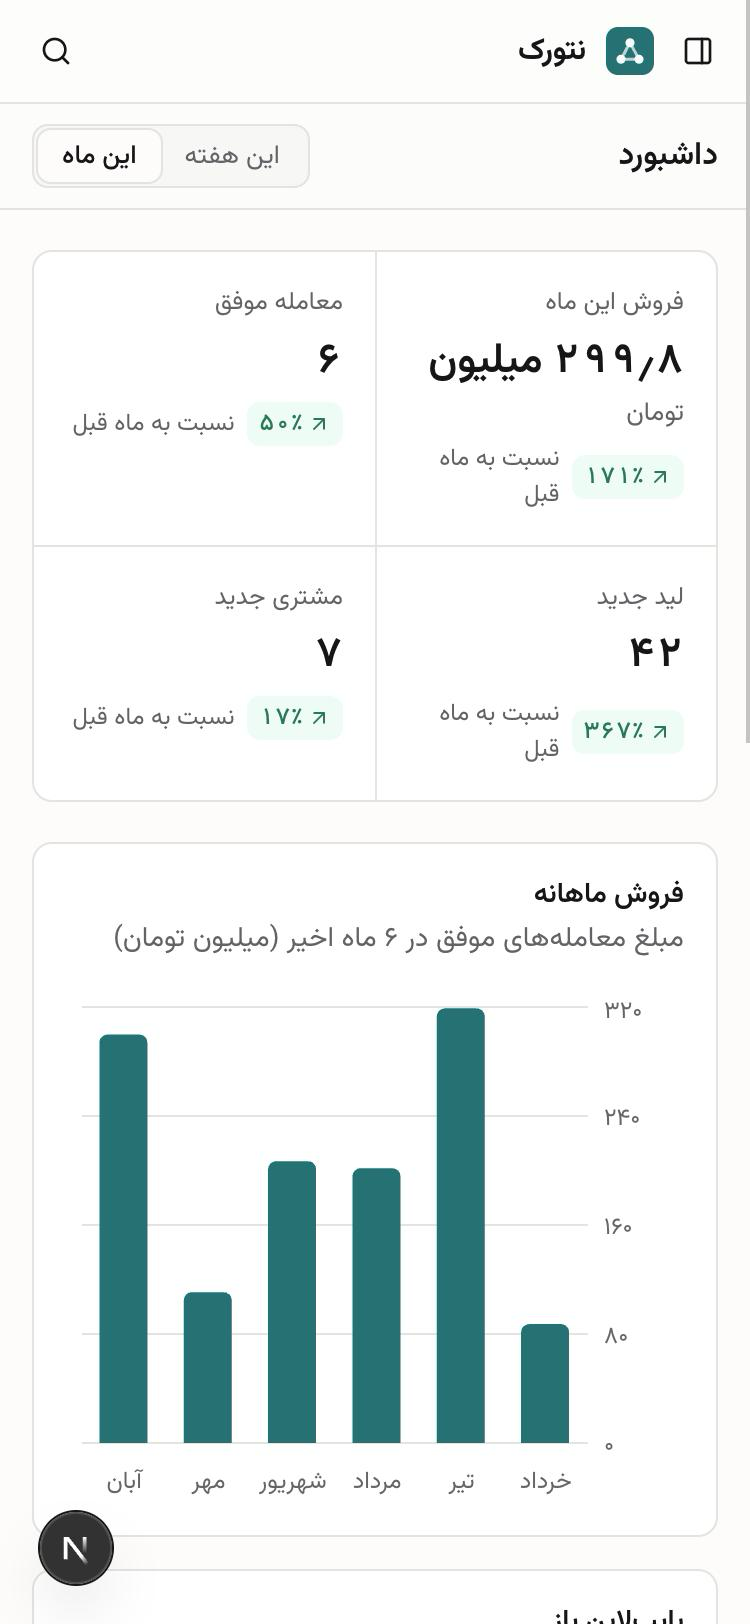 نتورک
داشبورد
این هفته
این ماه
فروش این ماه
۲۹۹٫۸ میلیون
تومان
۱۷۱٪ نسبت به ماه
قبل
معامله موفق
۶
۵۰٪ نسبت به ماه قبل
لید جدید
۴۲
۳۶۷٪ نسبت به ماه
قبل
مشتری جدید
۷
۱۷٪ نسبت به ماه قبل
فروش ماهانه
مبلغ معامله‌های موفق در ۶ ماه اخیر (میلیون تومان)
۳۲۰
۲۴۰
۱۶۰
۸۰
۰
خرداد
تیر
مرداد
شهریور
مهر
آبان
N